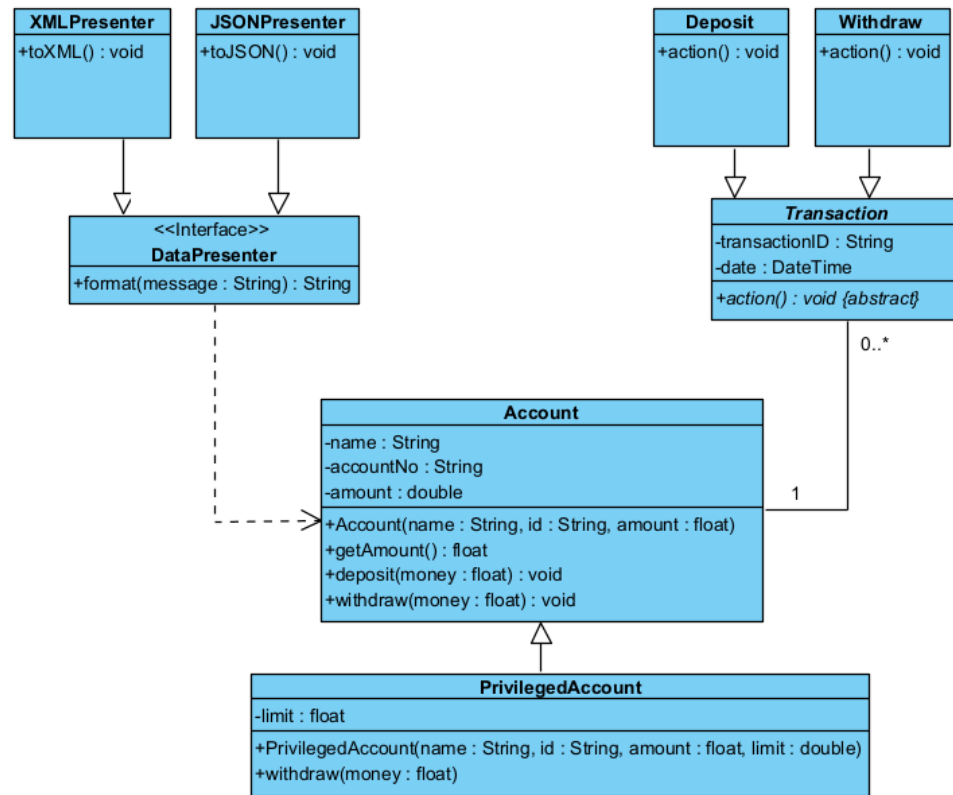 XMLPresenter
+toXML() : void
JSONPresenter
+toJSON() : void
Deposit
+action() : void
Withdraw
+action() : void
<<Interface>>
DataPresenter
+format(message : String) : String
Transaction
-transactionID : String
-date : DateTime
+action() : void {abstract}
0..*
Account
-name : String
-accountNo : String
-amount : double
+Account(name : String, id : String, amount : float)
+getAmount() : float
+deposit(money : float) : void
+withdraw(money : float) : void
1
PrivilegedAccount
-limit : float
+PrivilegedAccount(name : String, id : String, amount : float, limit : double)
+withdraw(money : float)